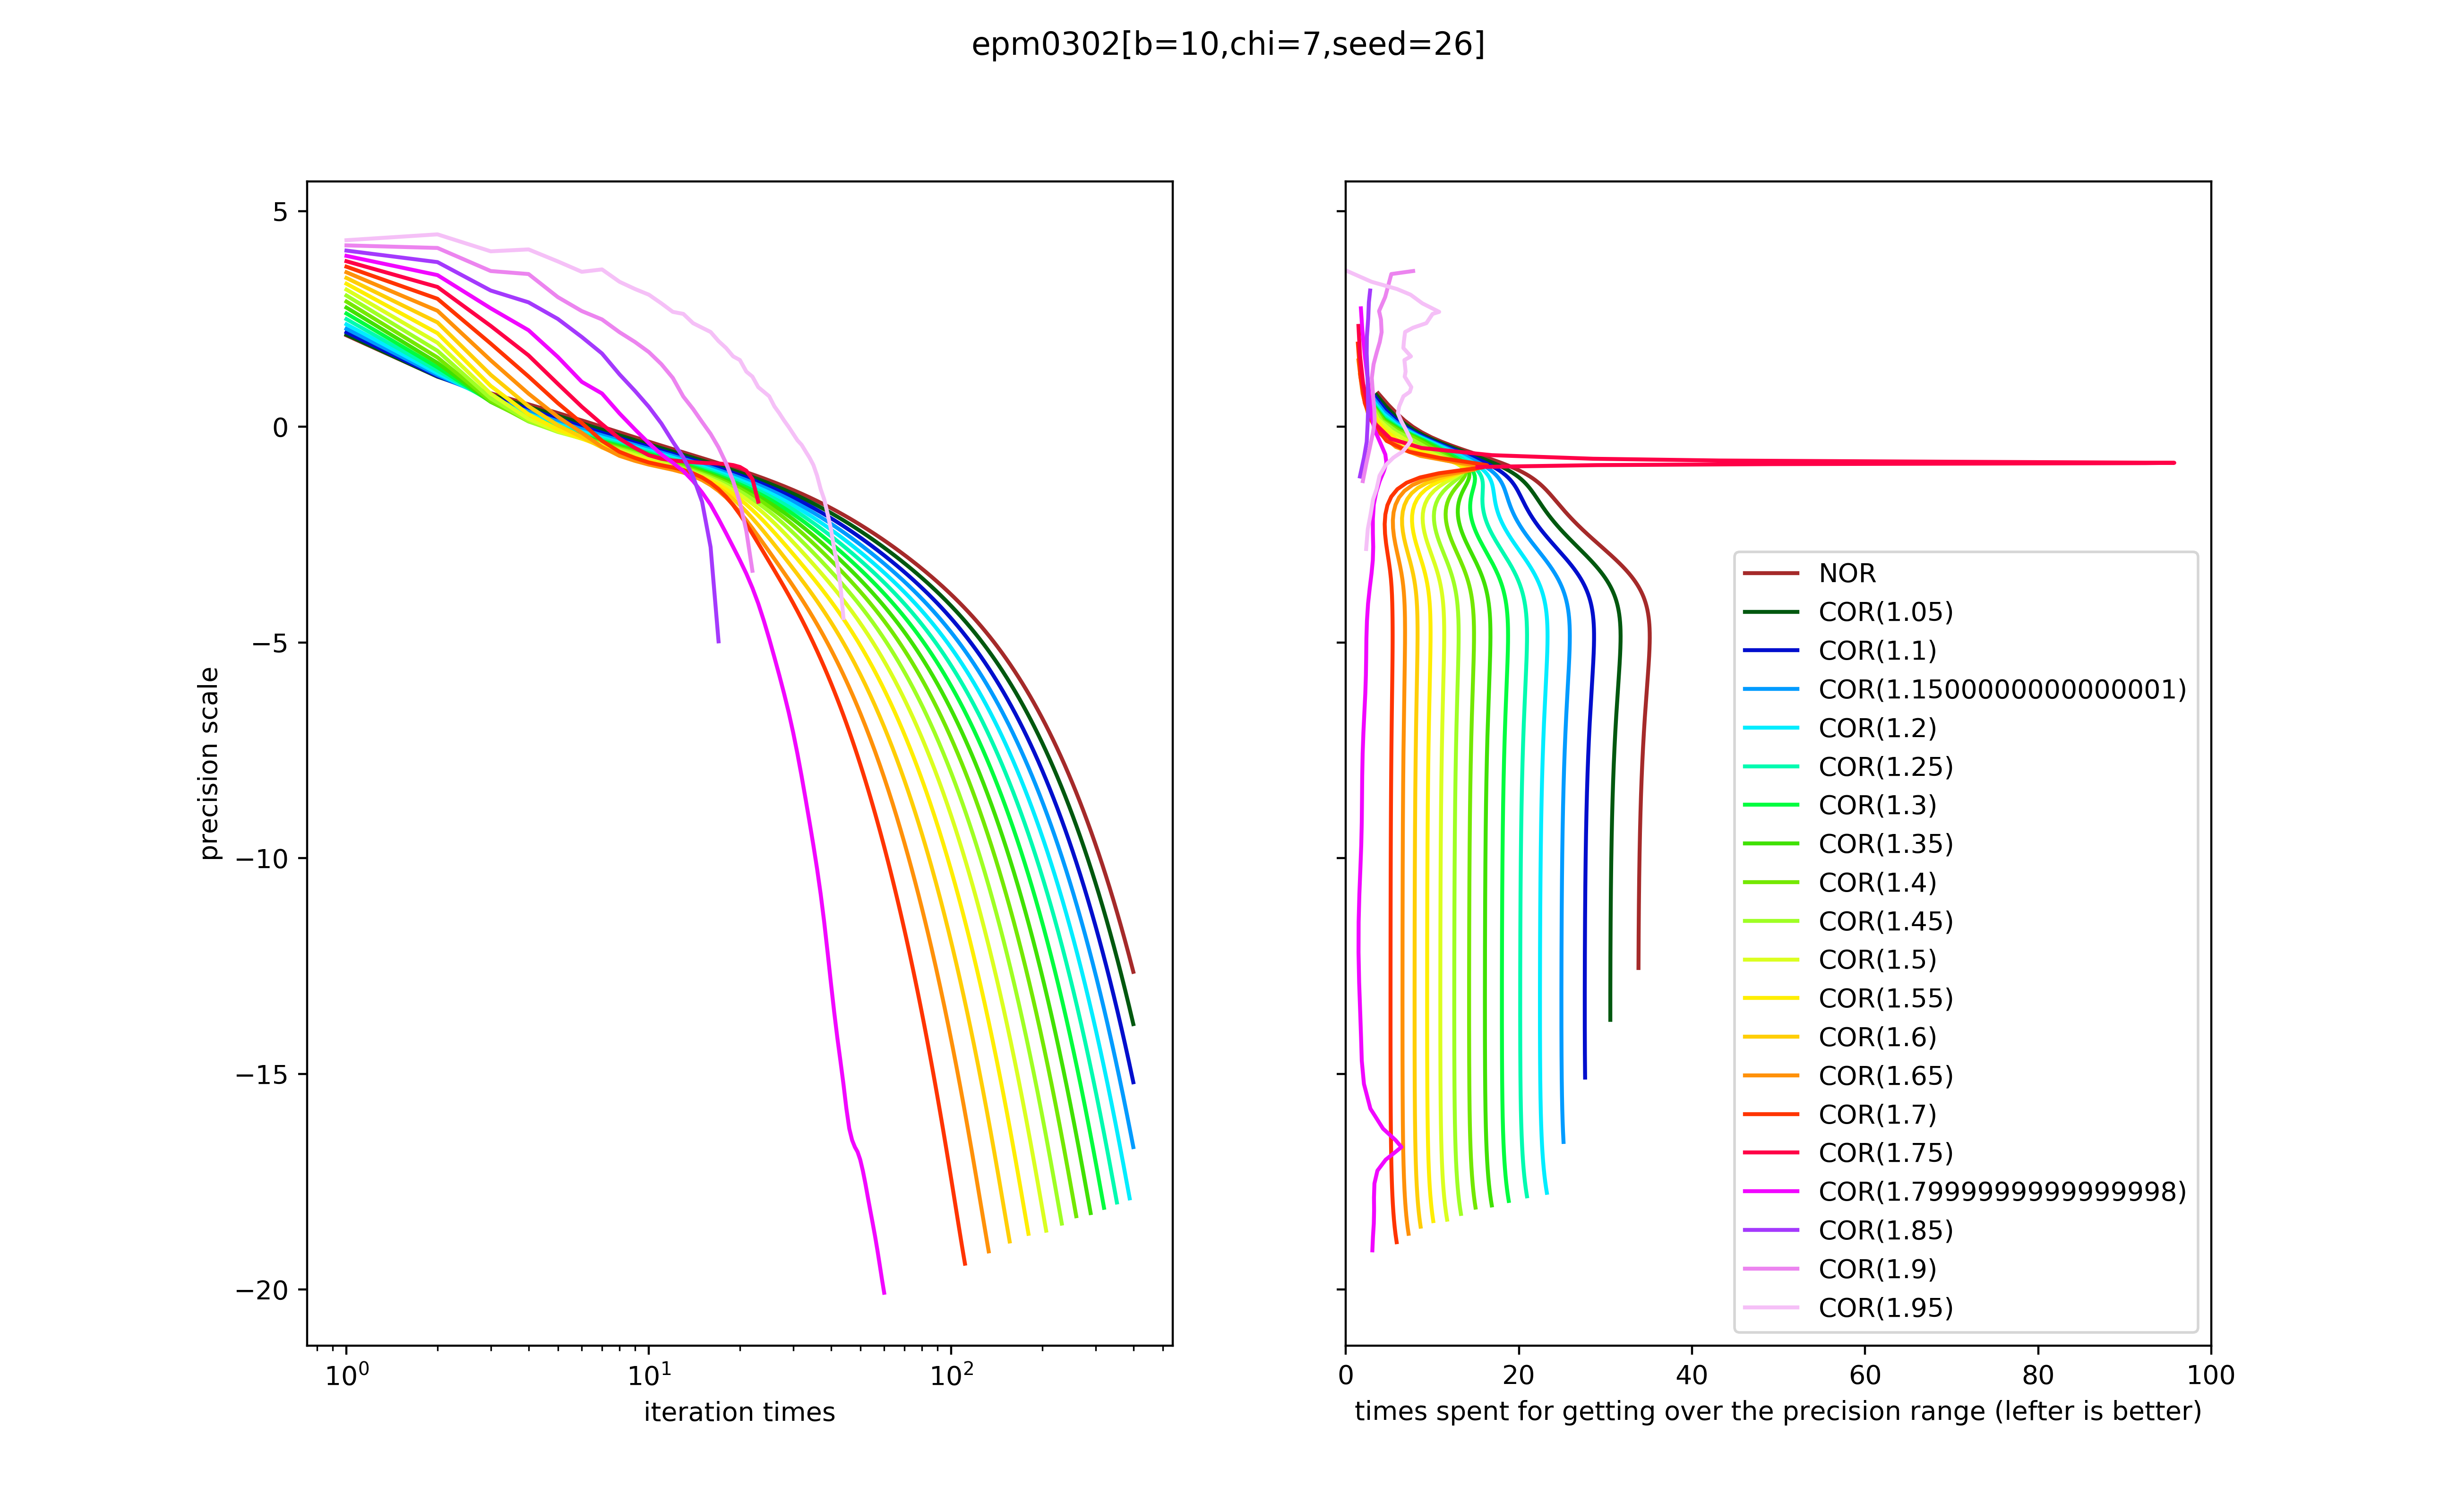 epm0302[b=10,chi=7,seed=26]
precision scale
5
0
−5
−10
−15
−20
10⁰
10¹
10²
iteration times
0
20
40
60
80
100
times spent for getting over the precision range (lefter is better)
NOR
COR(1.05)
COR(1.1)
COR(1.1500000000000001)
COR(1.2)
COR(1.25)
COR(1.3)
COR(1.35)
COR(1.4)
COR(1.45)
COR(1.5)
COR(1.55)
COR(1.6)
COR(1.65)
COR(1.7)
COR(1.75)
COR(1.7999999999999998)
COR(1.85)
COR(1.9)
COR(1.95)